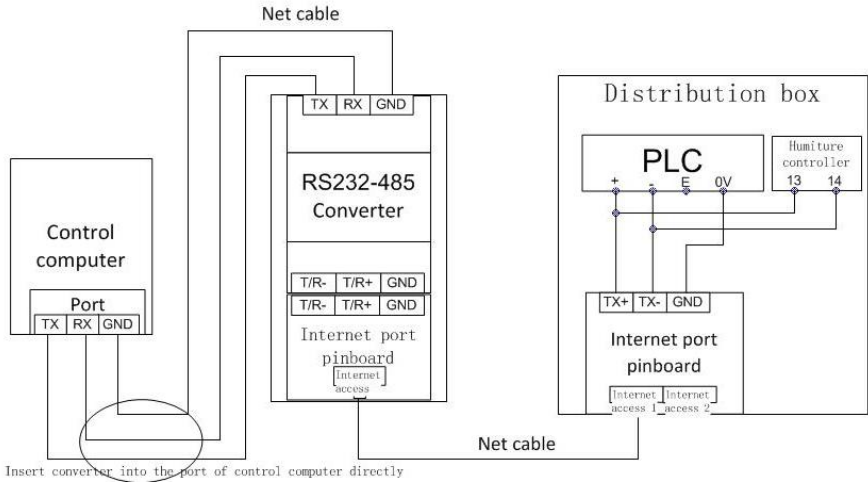 Net cable
TX RX GND
RS232-485
Converter
T/R- T/R+ GND
T/R- T/R+ GND
Internet port
pinboard
Internet
access
Control
computer
Port
TX RX GND
Distribution box
PLC
+ - E 0V
Humiture
controller
13 14
TX+ TX- GND
Internet port
pinboard
Internet Internet
access 1 access 2
Net cable
Insert converter into the port of control computer directly